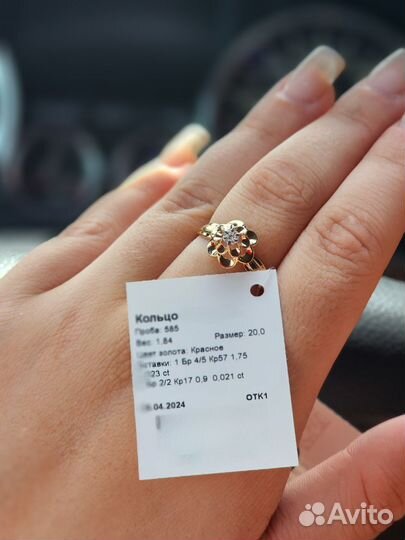 Кольцо
Проба: 585
Вес: 1.84 Размер: 20.0
Цвет золота: Красное
Вставки: 1 Бр 4/5 Кр57 1.75
023 ct
2/2 Кр17 0.9 0,021 ct
.04.2024 ОТК1
Avito